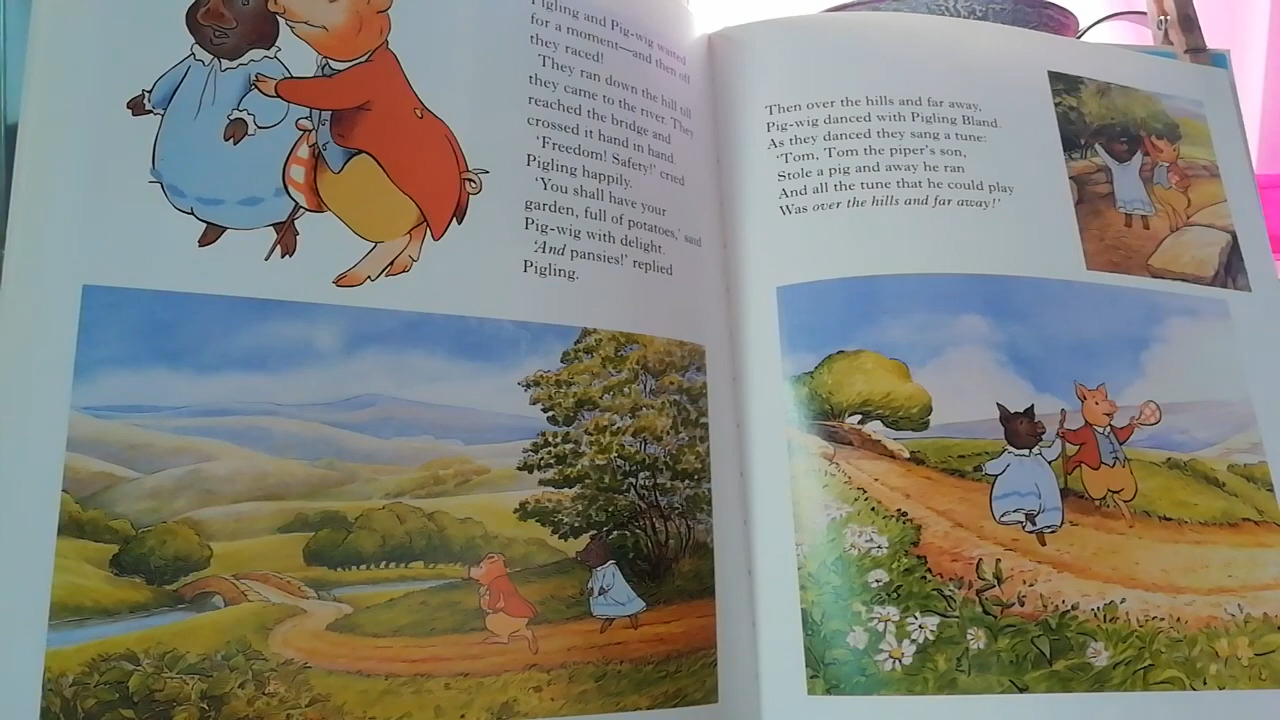 Pigling and Pig-wig waited
for a moment—and then off
they raced!
They ran down the hill till
they came to the river. They
reached the bridge and
crossed it hand in hand.
'Freedom! Safety!' cried
Pigling happily.
'You shall have your
garden, full of potatoes,' said
Pig-wig with delight.
'And pansies!' replied
Pigling.
Then over the hills and far away,
Pig-wig danced with Pigling Bland.
As they danced they sang a tune:
'Tom, Tom the piper's son,
Stole a pig and away he ran
And all the tune that he could play
Was over the hills and far away!'